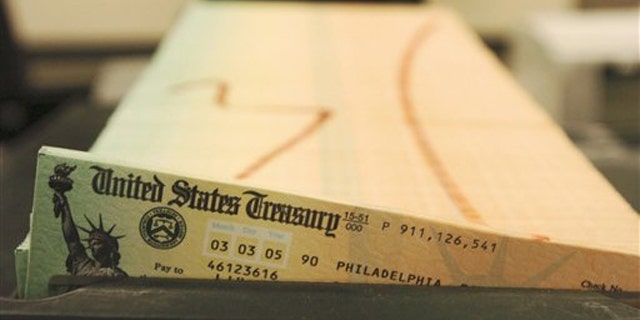 United States Treasury 15-51 000 P 911,126,541
Month Day Year
03 03 05 90 PHILADELPHIA,
Check No.
Pay to 46123616